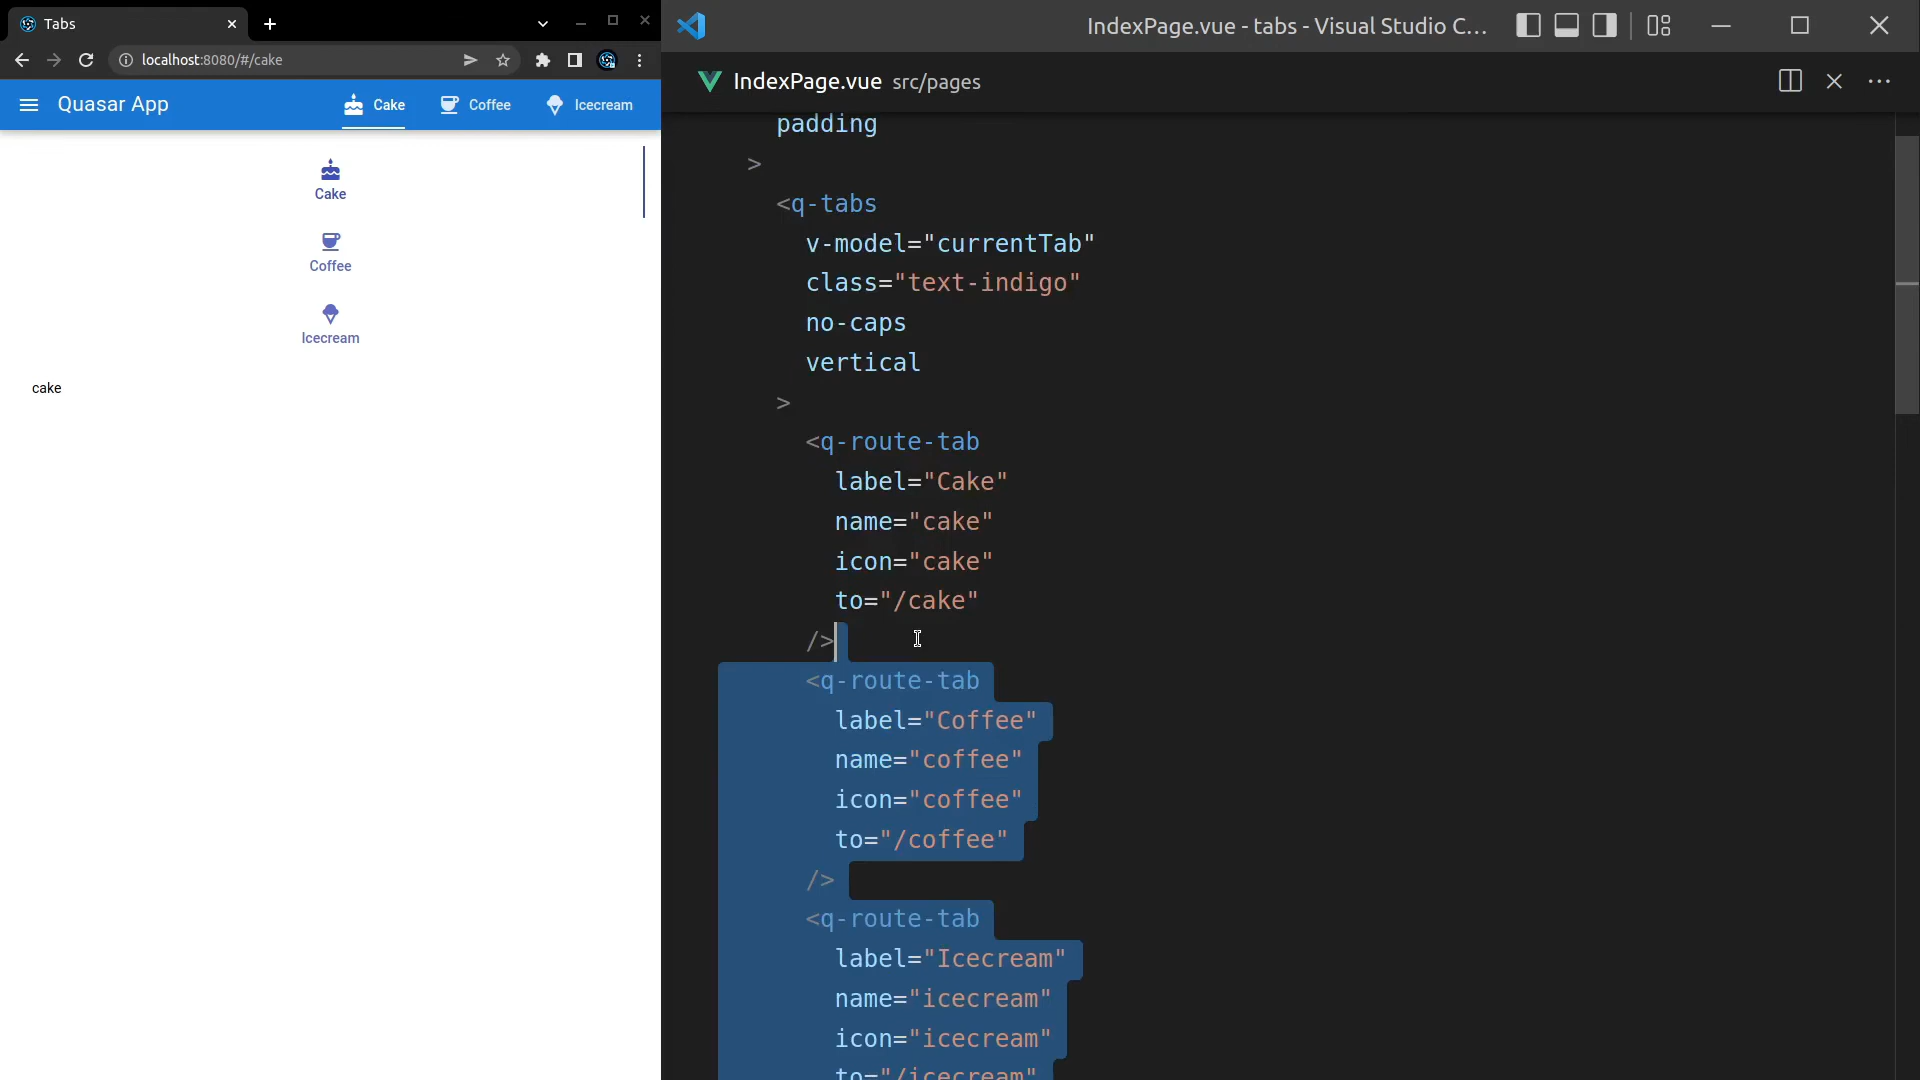 Tabs
localhost:8080/#/cake
Quasar App
Cake
Coffee
Icecream
Cake
Coffee
Icecream
cake
IndexPage.vue - tabs - Visual Studio C...
IndexPage.vue src/pages
padding
>
<q-tabs
v-model="currentTab"
class="text-indigo"
no-caps
vertical
>
<q-route-tab
label="Cake"
name="cake"
icon="cake"
to="/cake"
/>
<q-route-tab
label="Coffee"
name="coffee"
icon="coffee"
to="/coffee"
/>
<q-route-tab
label="Icecream"
name="icecream"
icon="icecream"
to="/icecream"